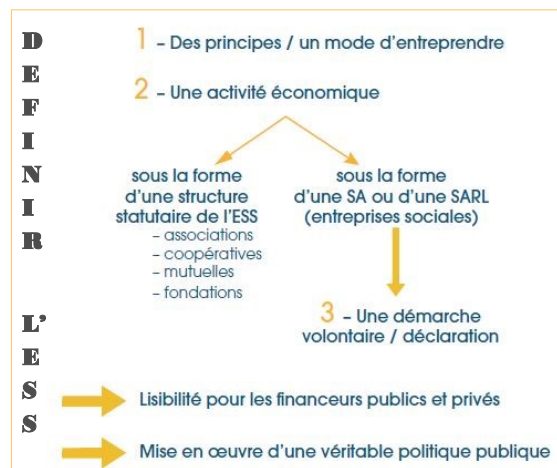 DEFINIR L'ESS
1 – Des principes / un mode d'entreprendre
2 – Une activité économique
sous la forme
d'une structure
statutaire de l'ESS
– associations
– coopératives
– mutuelles
– fondations
sous la forme
d'une SA ou d'une SARL
(entreprises sociales)
3 – Une démarche
volontaire / déclaration
Lisibilité pour les financeurs publics et privés
Mise en œuvre d'une véritable politique publique